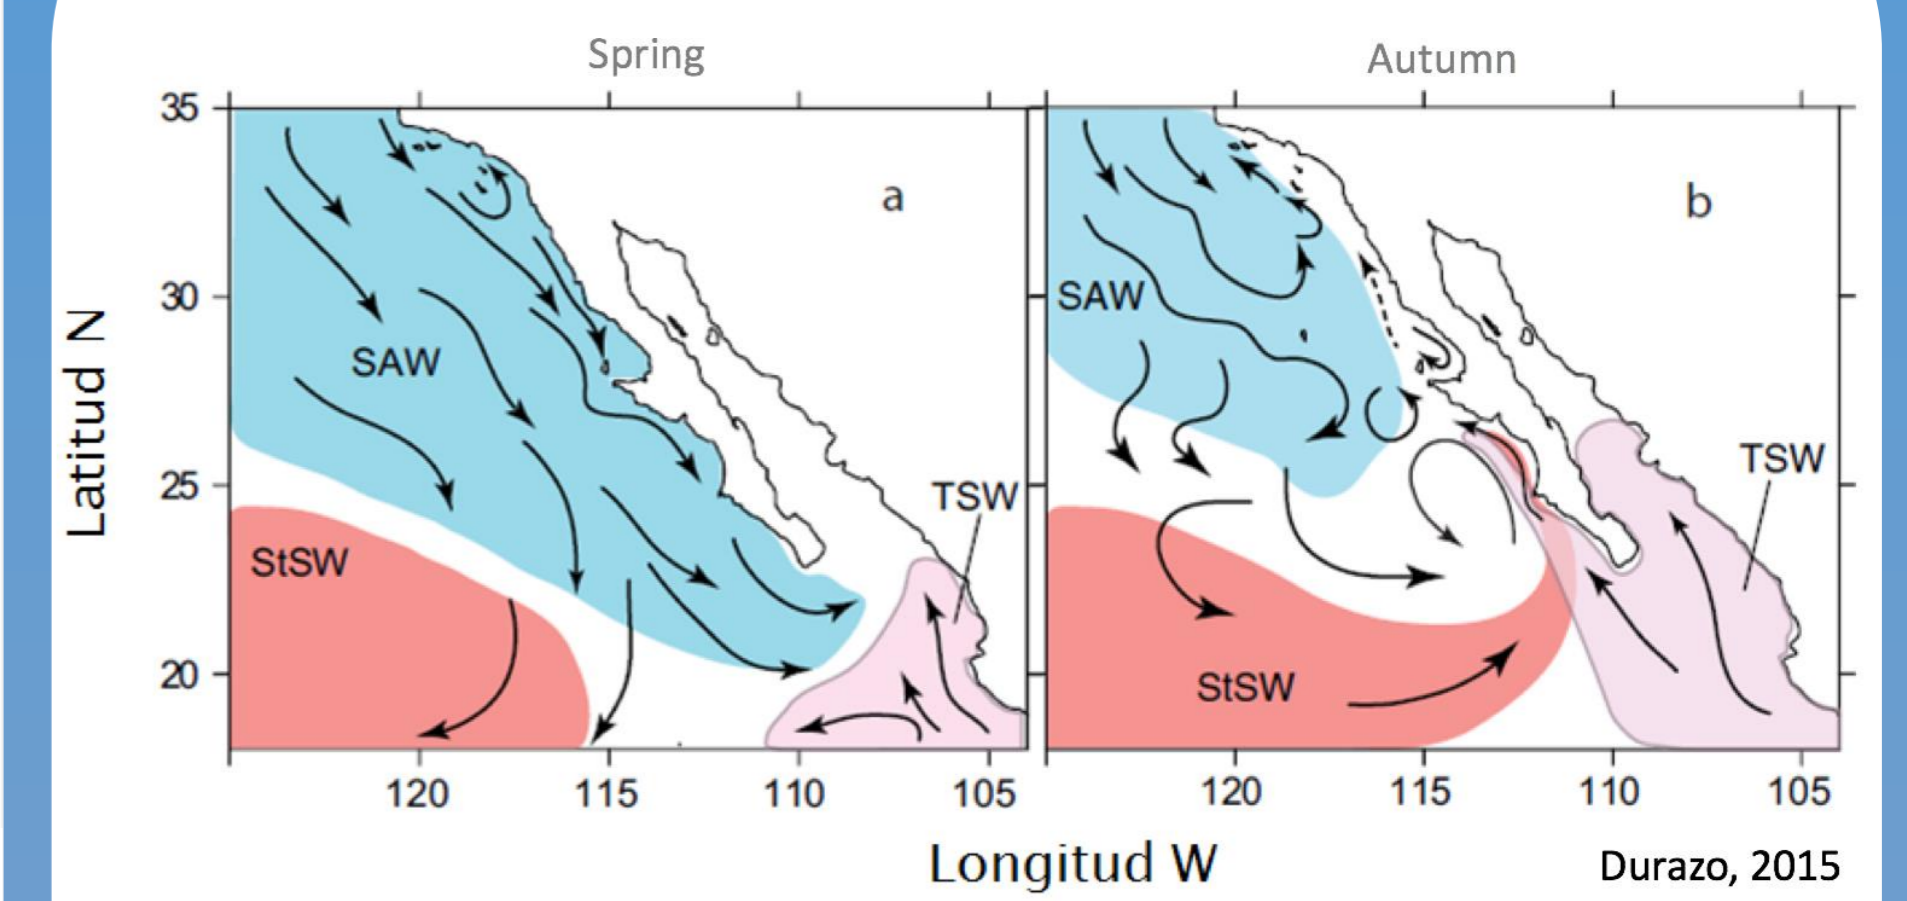 Spring
Autumn
35
30
25
20
Latitud N
a
SAW
StSW
TSW
b
SAW
StSW
TSW
120 115 110 105
120 115 110 105
Longitud W
Durazo, 2015